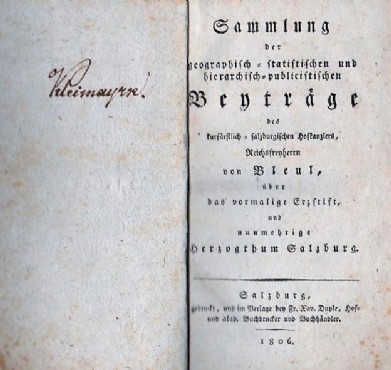 Kleimayrn.
Sammlung
der
geographisch-statistischen und
hierarchisch-publicistischen
Beyträge
des
kurfürstlich-salzburgischen Hofkanzlers,
Reichsfreyherrn
von Bleul,
über
das vormalige Erzstift,
und
nunmehrige
Herzogthum Salzburg.
Salzburg,
gedruckt, und im Verlage bey Fr. Xav. Duyle, Hof-
und akad. Buchdrucker und Buchhändler.
1806.